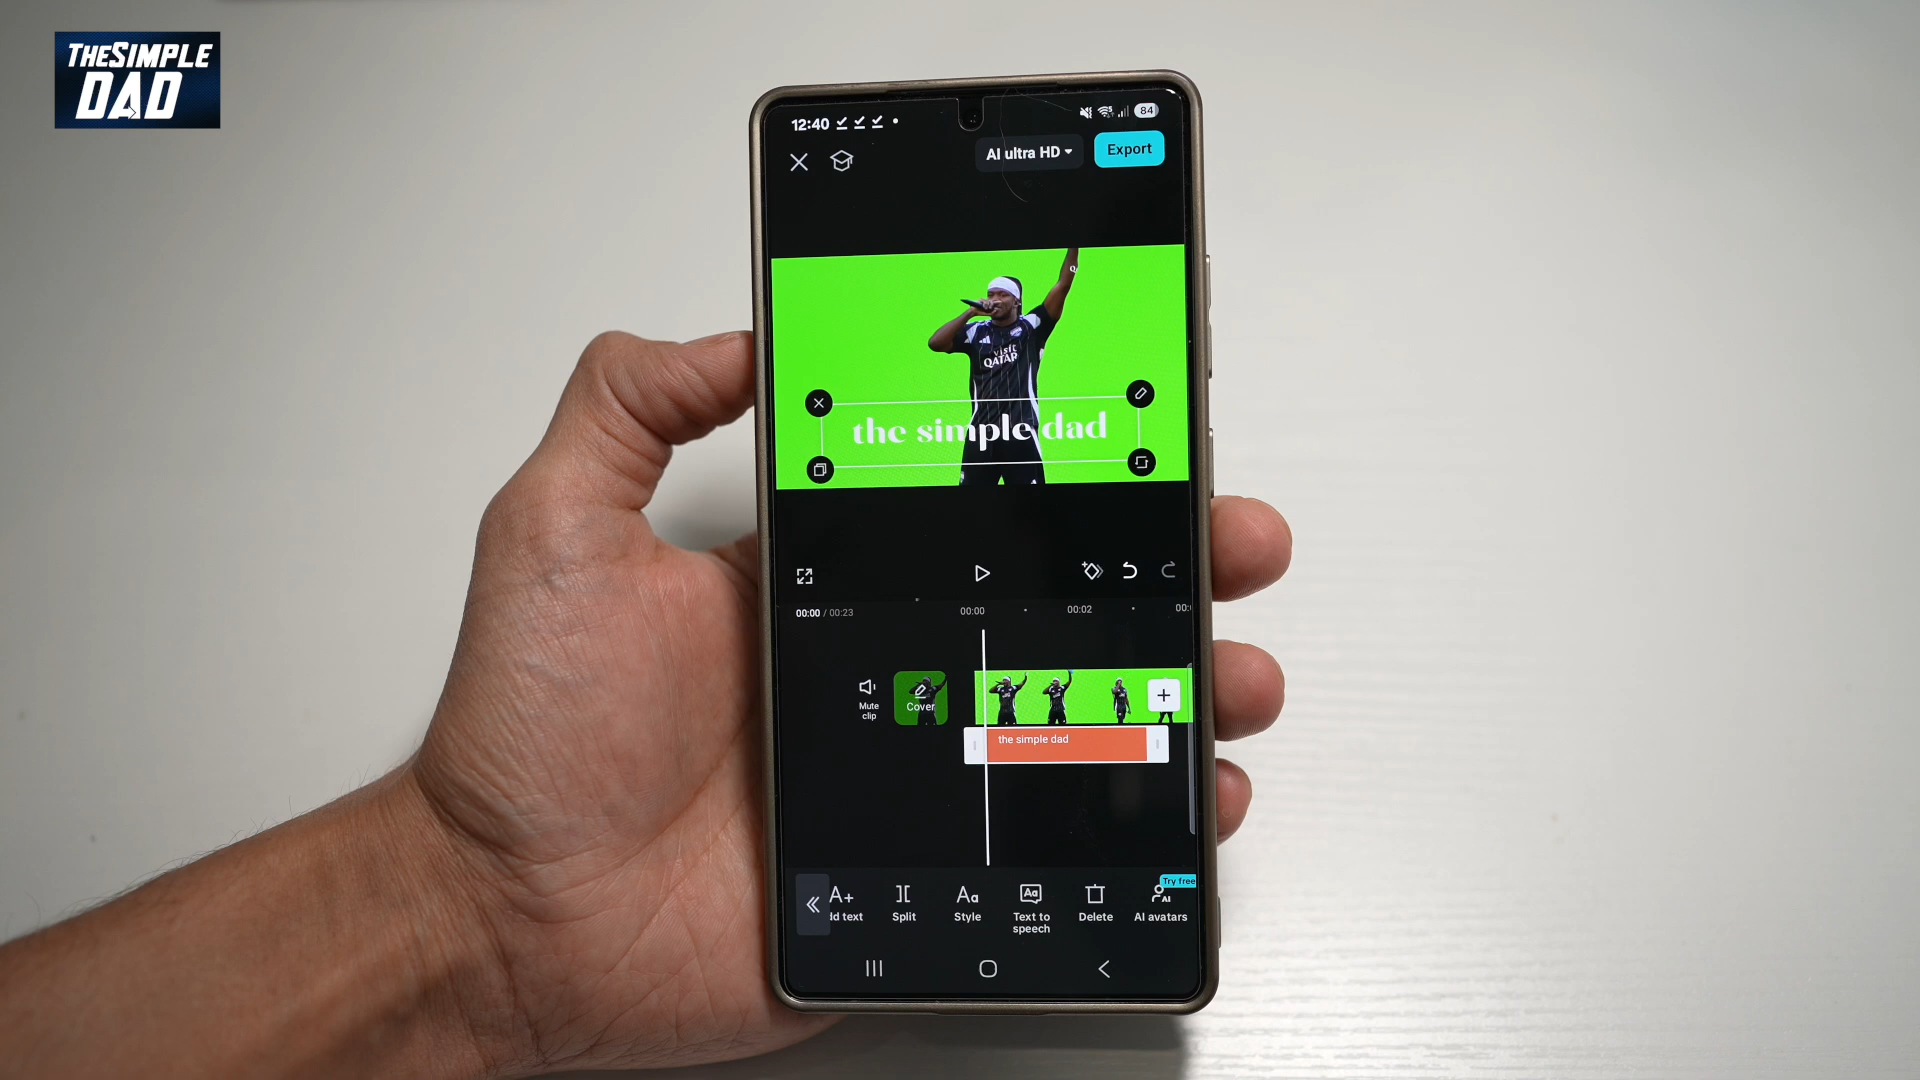 THESIMPLE
DAD
12:40
84
AI ultra HD
Export
visit
QATAR
the simple dad
00:00 / 00:23
00:00
00:02
00:
Mute
clip
Cover
the simple dad
Try free
dd text
Split
Style
Text to
speech
Delete
AI avatars